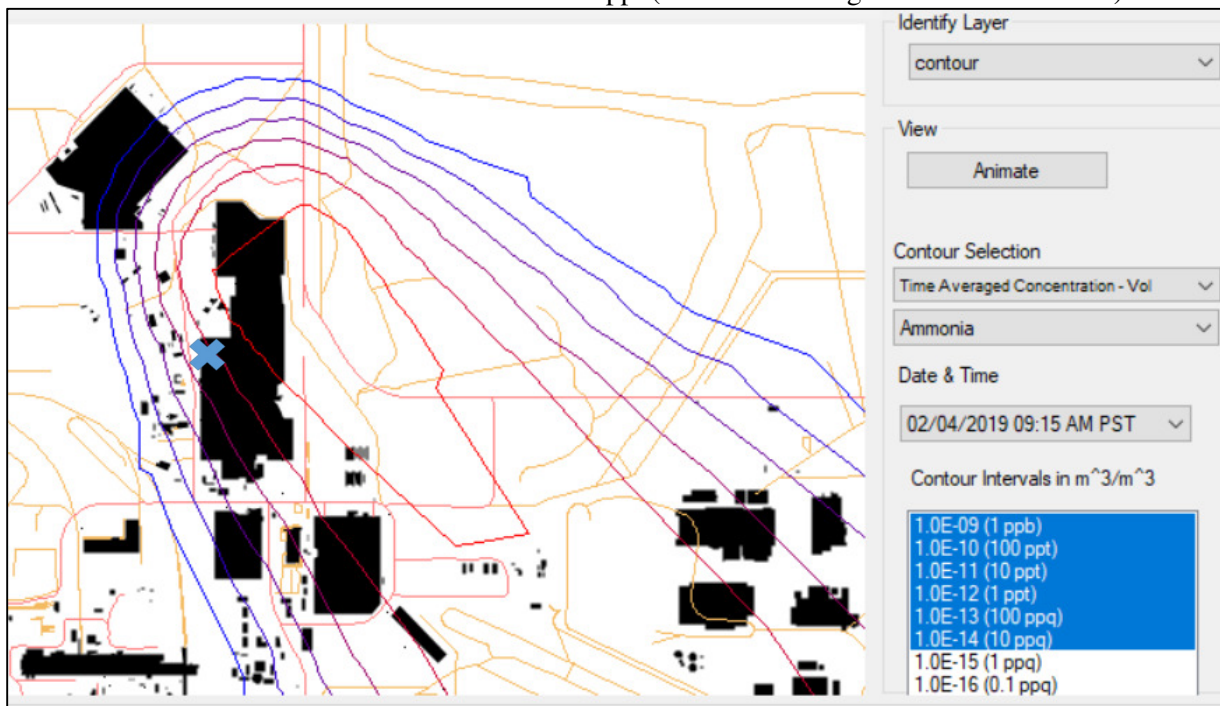 Identify Layer
contour
View
Animate
Contour Selection
Time Averaged Concentration - Vol
Ammonia
Date & Time
02/04/2019 09:15 AM PST
Contour Intervals in m^3/m^3
1.0E-09 (1 ppb)
1.0E-10 (100 ppt)
1.0E-11 (10 ppt)
1.0E-12 (1 ppt)
1.0E-13 (100 ppq)
1.0E-14 (10 ppq)
1.0E-15 (1 ppq)
1.0E-16 (0.1 ppq)